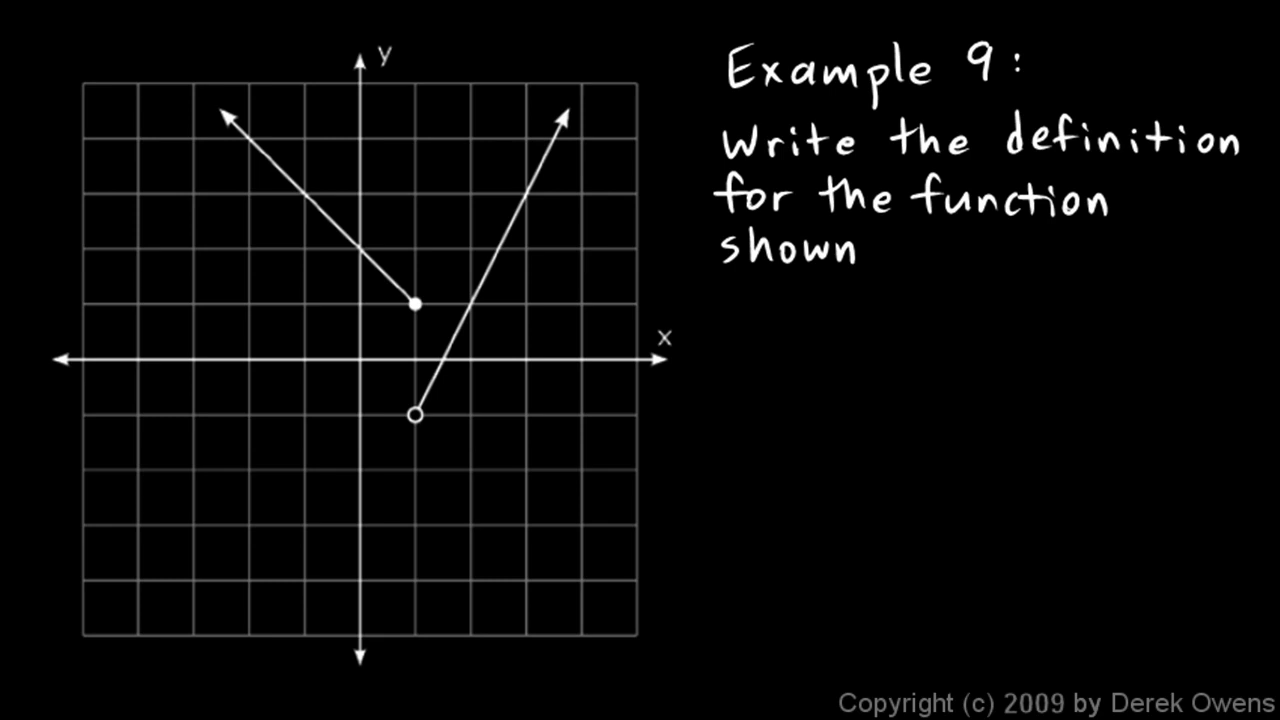 y
x
Example 9:
Write the definition
for the function
shown
Copyright (c) 2009 by Derek Owens